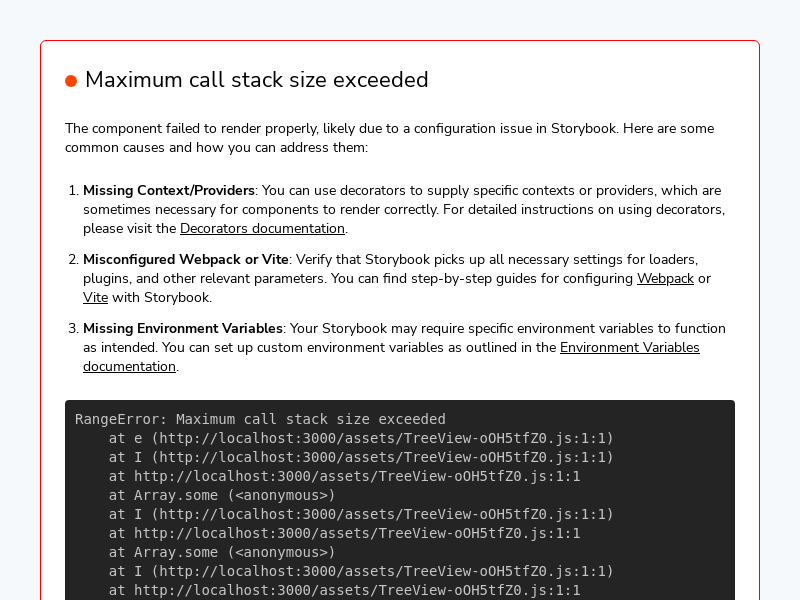 Maximum call stack size exceeded
The component failed to render properly, likely due to a configuration issue in Storybook. Here are some
common causes and how you can address them:
1. Missing Context/Providers: You can use decorators to supply specific contexts or providers, which are
sometimes necessary for components to render correctly. For detailed instructions on using decorators,
please visit the Decorators documentation.
2. Misconfigured Webpack or Vite: Verify that Storybook picks up all necessary settings for loaders,
plugins, and other relevant parameters. You can find step-by-step guides for configuring Webpack or
Vite with Storybook.
3. Missing Environment Variables: Your Storybook may require specific environment variables to function
as intended. You can set up custom environment variables as outlined in the Environment Variables
documentation.
RangeError: Maximum call stack size exceeded
    at e (http://localhost:3000/assets/TreeView-oOH5tfZ0.js:1:1)
    at I (http://localhost:3000/assets/TreeView-oOH5tfZ0.js:1:1)
    at http://localhost:3000/assets/TreeView-oOH5tfZ0.js:1:1
    at Array.some (<anonymous>)
    at I (http://localhost:3000/assets/TreeView-oOH5tfZ0.js:1:1)
    at http://localhost:3000/assets/TreeView-oOH5tfZ0.js:1:1
    at Array.some (<anonymous>)
    at I (http://localhost:3000/assets/TreeView-oOH5tfZ0.js:1:1)
    at http://localhost:3000/assets/TreeView-oOH5tfZ0.js:1:1